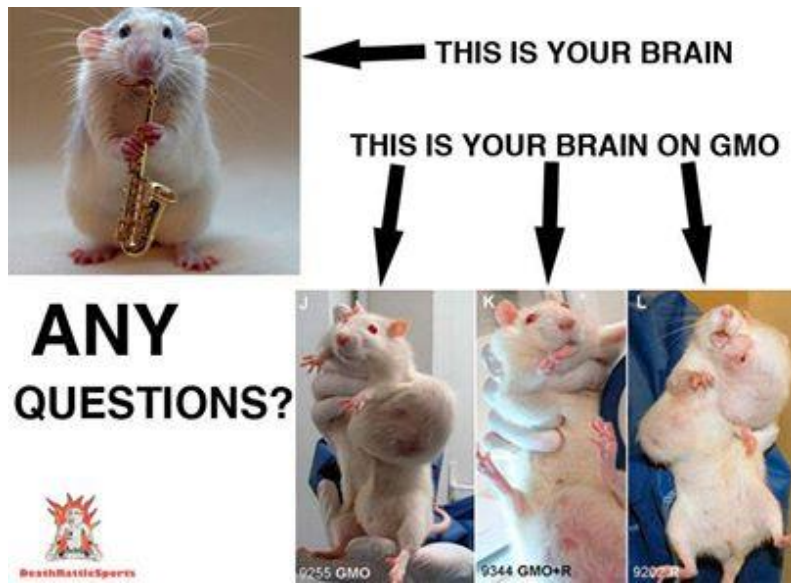 THIS IS YOUR BRAIN
THIS IS YOUR BRAIN ON GMO
ANY
QUESTIONS?
J
K
L
9255 GMO
9344 GMO+R
R
DeathRattleSports